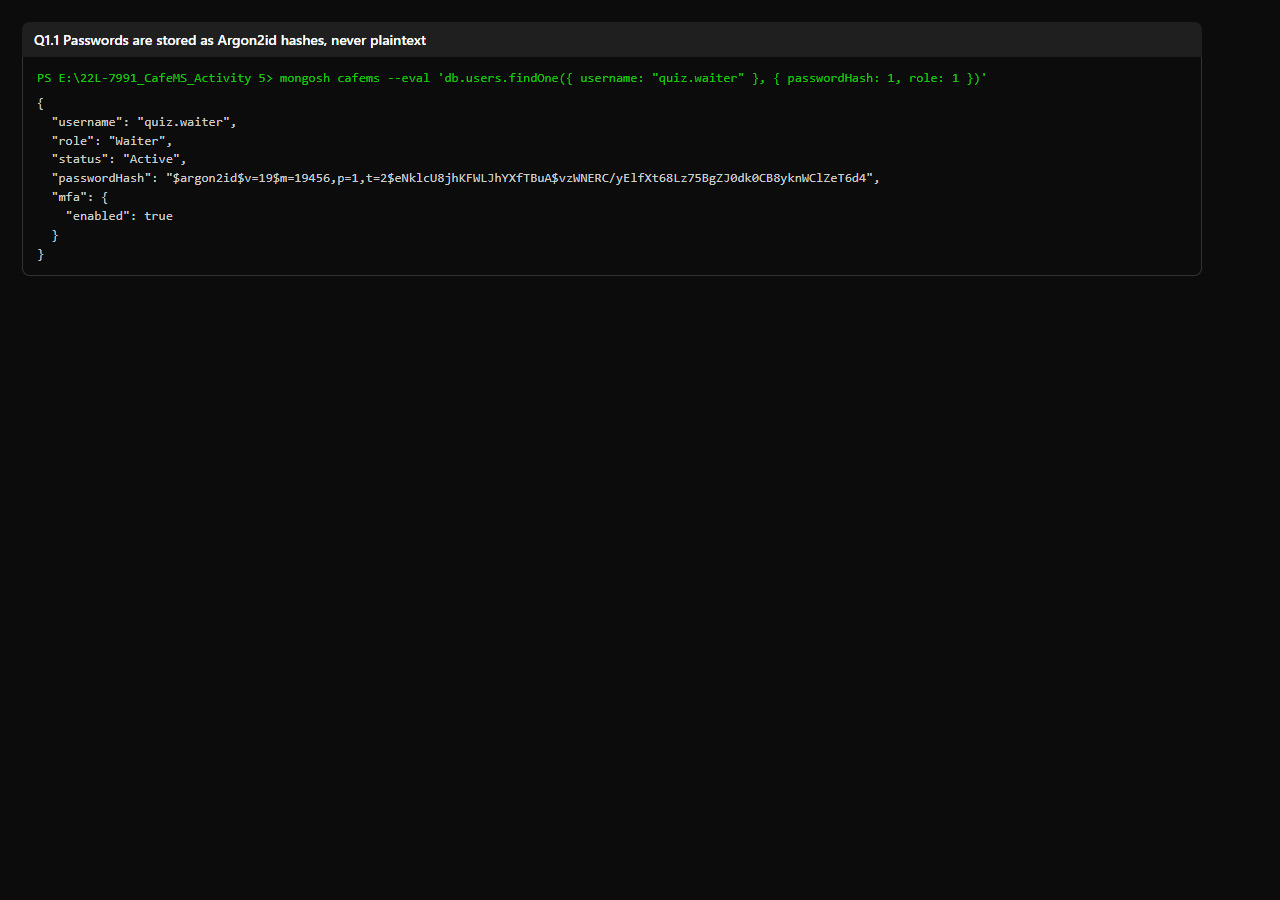 Q1.1 Passwords are stored as Argon2id hashes, never plaintext
PS E:\22L-7991_CafeMS_Activity 5> mongosh cafems --eval 'db.users.findOne({ username: "quiz.waiter" }, { passwordHash: 1, role: 1 })'
{
  "username": "quiz.waiter",
  "role": "Waiter",
  "status": "Active",
  "passwordHash": "$argon2id$v=19$m=19456,p=1,t=2$eNklcU8jhKFWLJhYXfTBuA$vzWNERC/yElfXt68Lz75BgZJ0dk0CB8yknWClZeT6d4",
  "mfa": {
    "enabled": true
  }
}